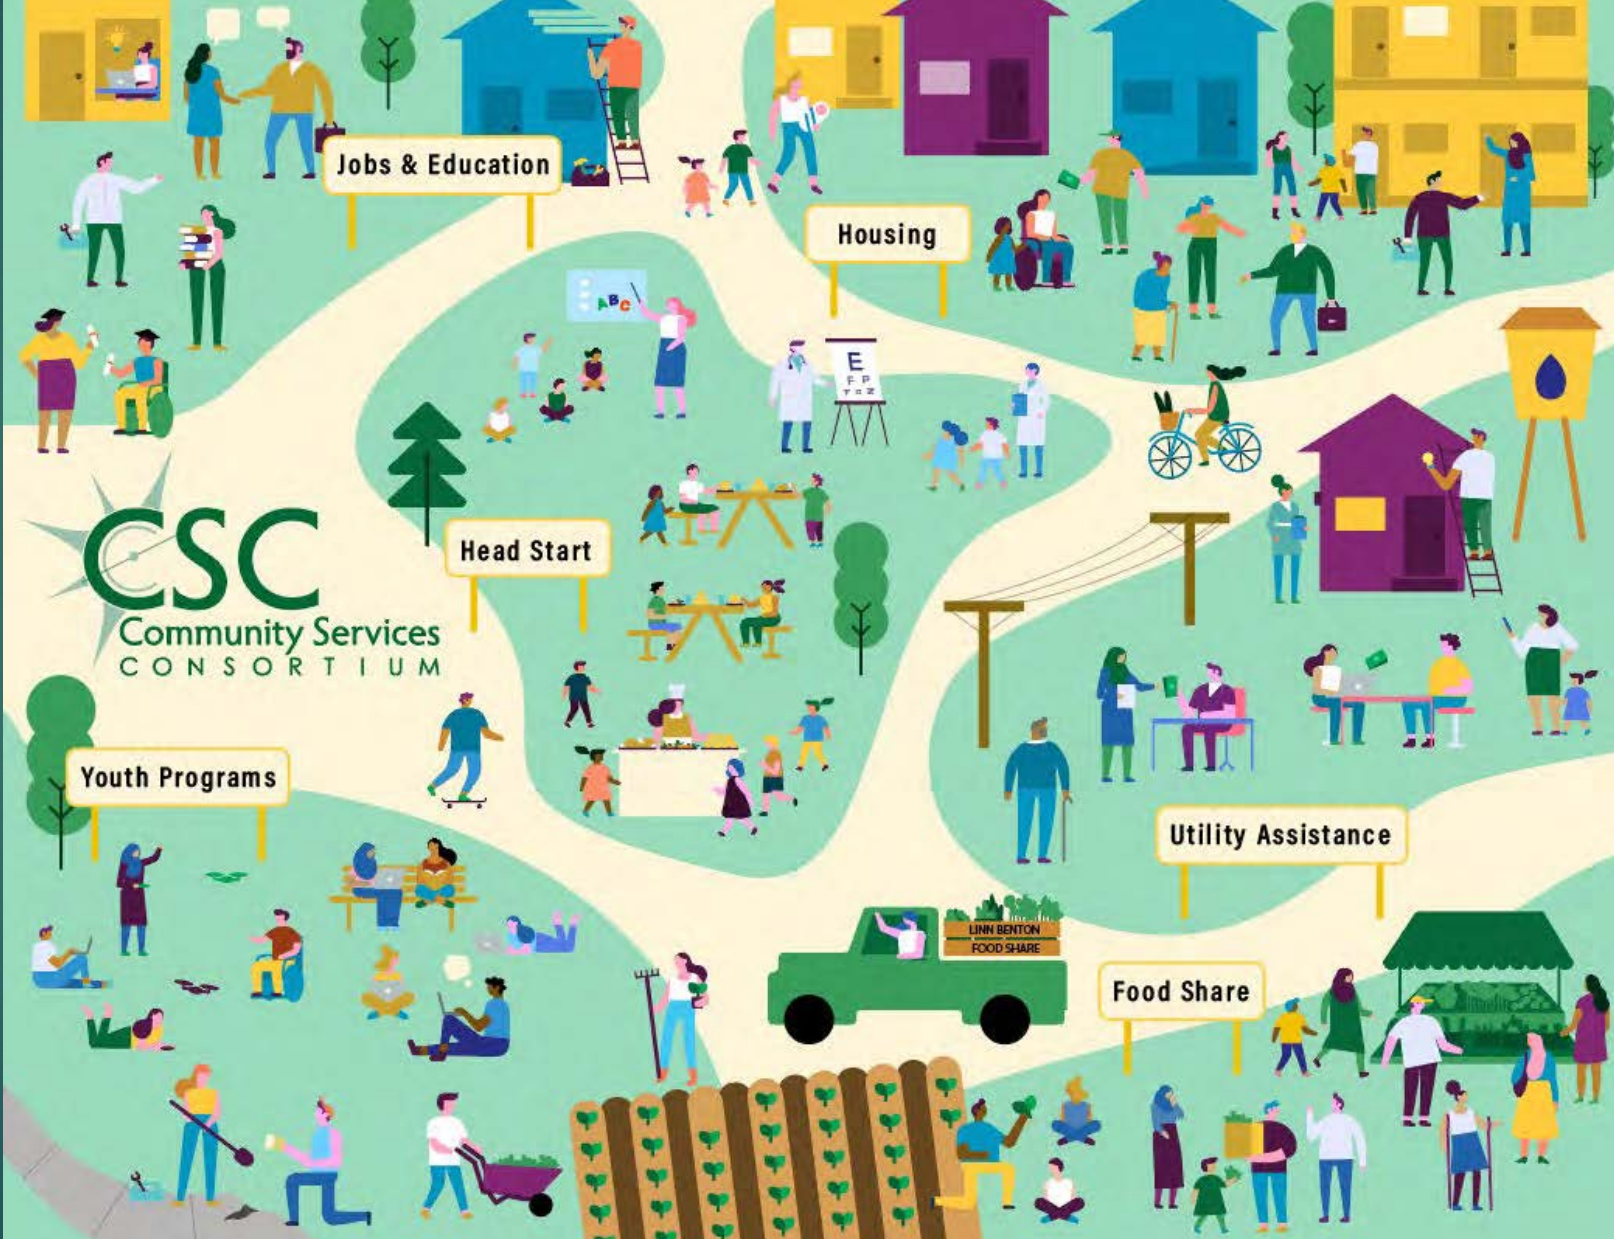 Jobs & Education
Housing
ABC
E
F P
T O Z
Head Start
CSC
Community Services
CONSORTIUM
Youth Programs
Utility Assistance
LINN BENTON
FOOD SHARE
Food Share